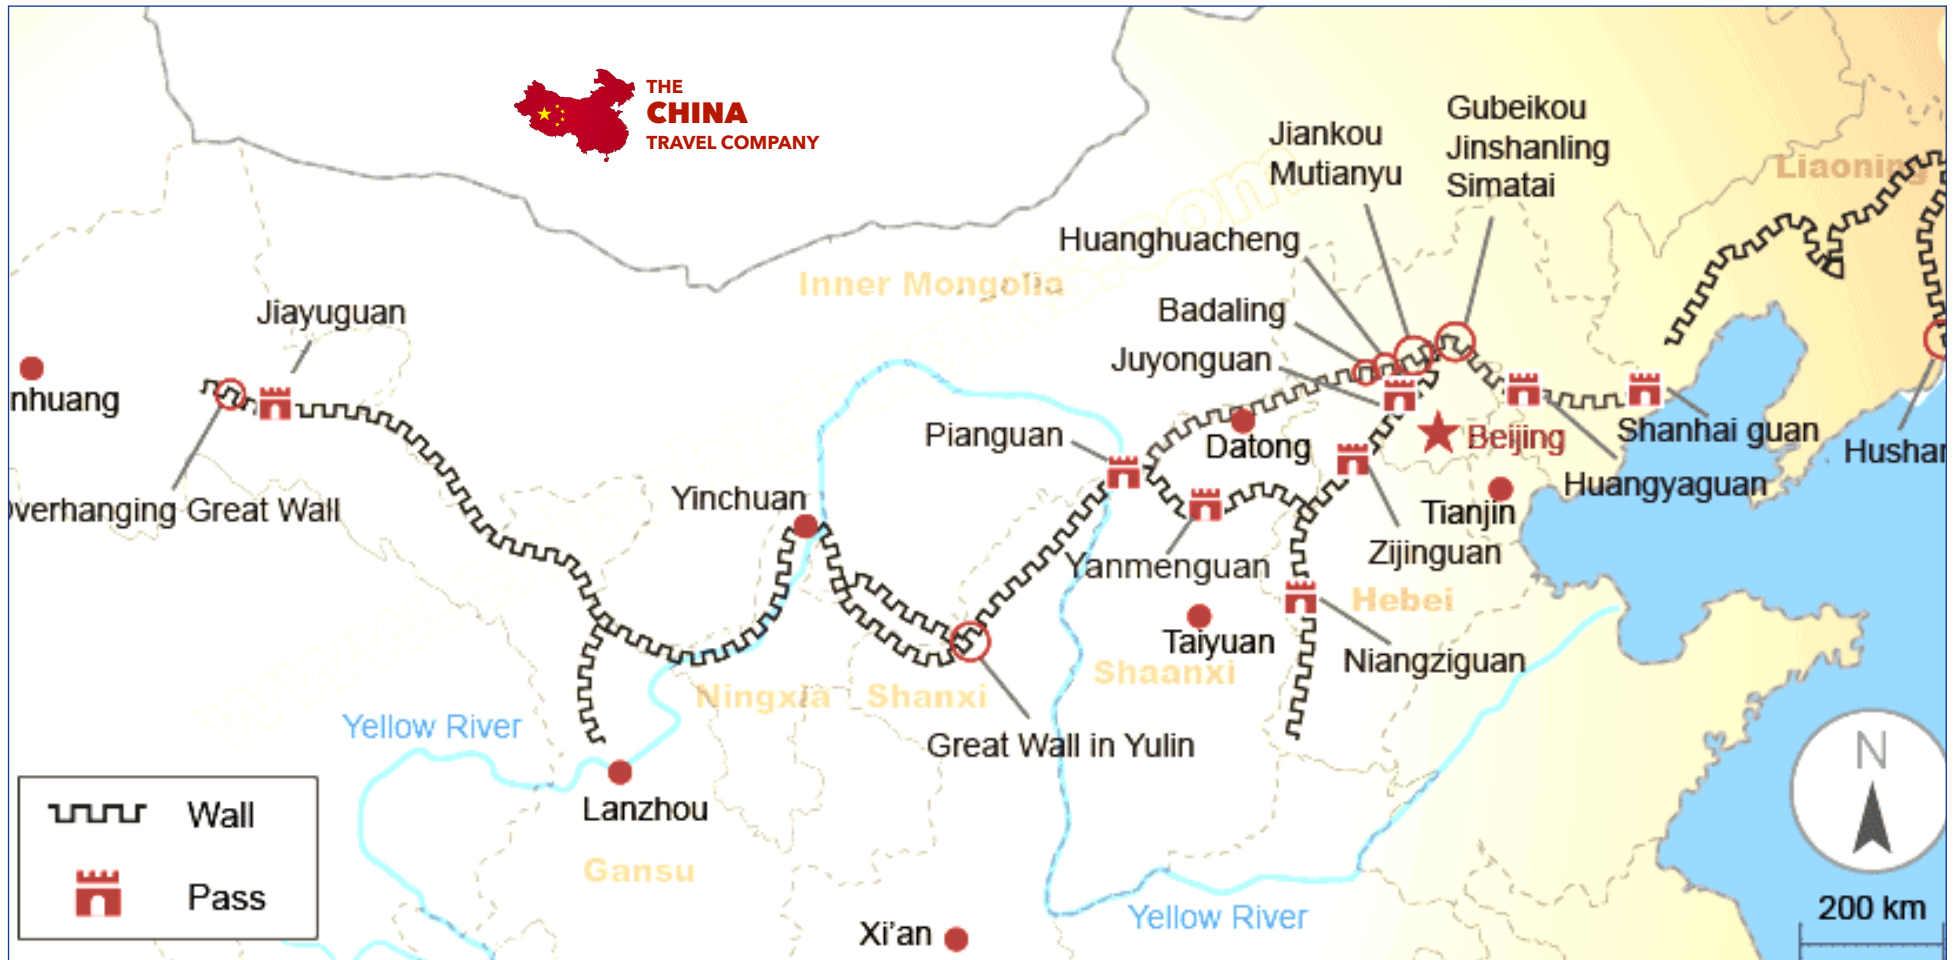 THE
CHINA
TRAVEL COMPANY
Gubeikou
Jinshanling
Simatai
Jiankou
Mutianyu
Liaoning
Huanghuacheng
Inner Mongolia
Badaling
Jiayuguan
Juyonguan
nhuang
Pianguan
Datong
Beijing
Shanhai guan
Hushan
Huangyaguan
Overhanging Great Wall
Yinchuan
Tianjin
Zijinguan
Yanmenguan
Hebei
Taiyuan
Niangziguan
Shaanxi
Ningxia
Shanxi
Yellow River
Great Wall in Yulin
Lanzhou
Wall
Gansu
Pass
N
200 km
Yellow River
Xi'an